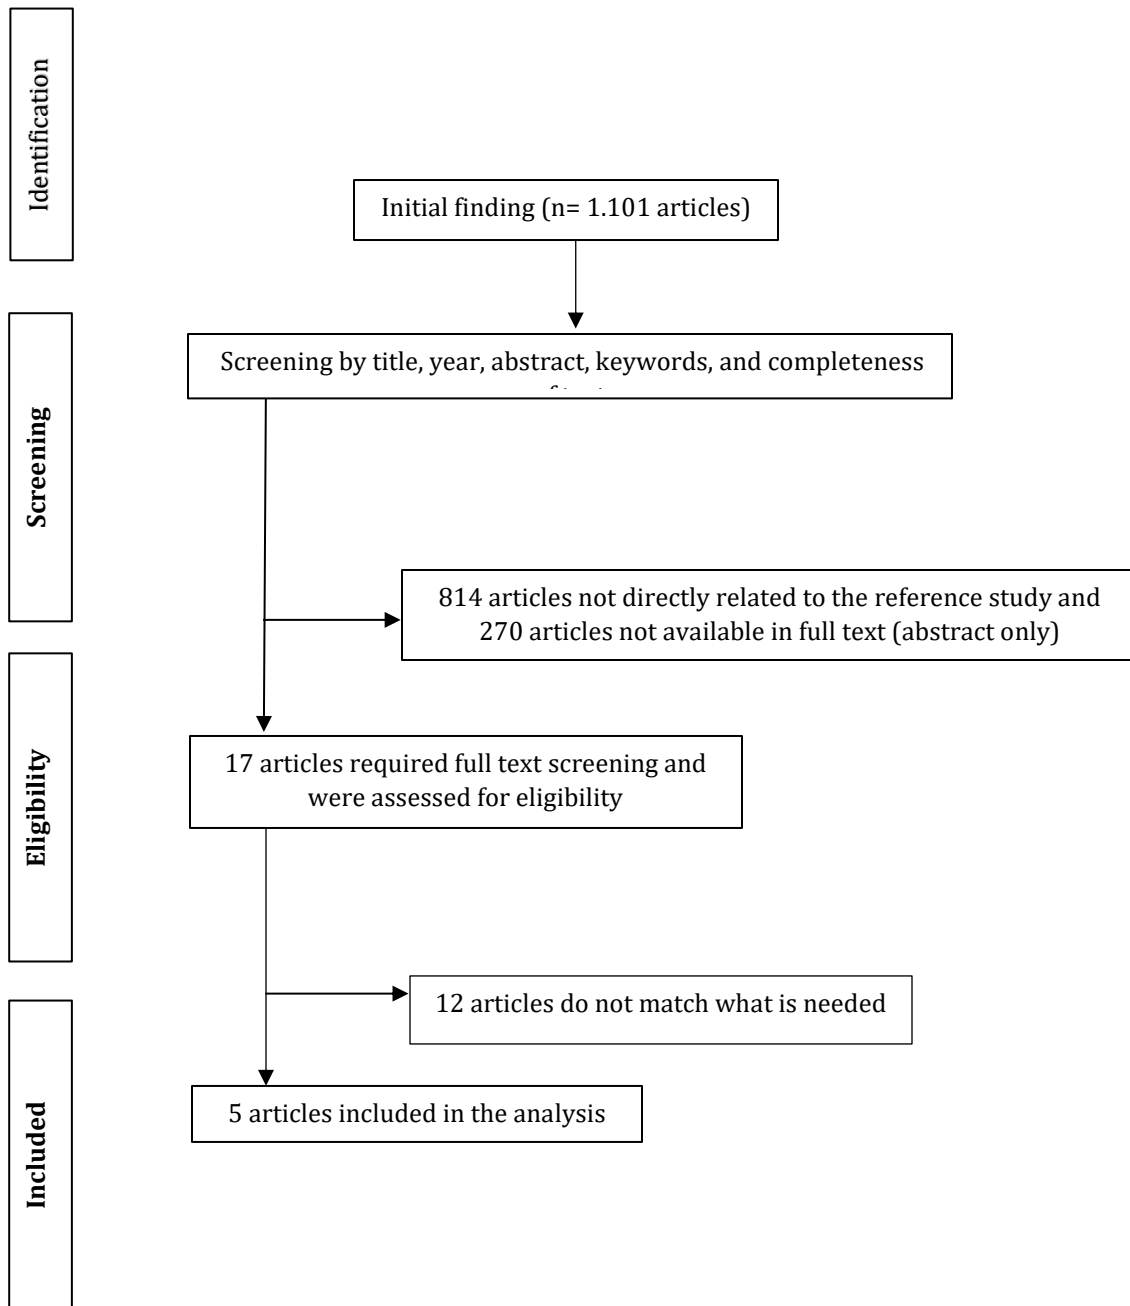 Identification
Initial finding (n= 1.101 articles)
Screening
Screening by title, year, abstract, keywords, and completeness
814 articles not directly related to the reference study and
270 articles not available in full text (abstract only)
Eligibility
17 articles required full text screening and
were assessed for eligibility
12 articles do not match what is needed
Included
5 articles included in the analysis